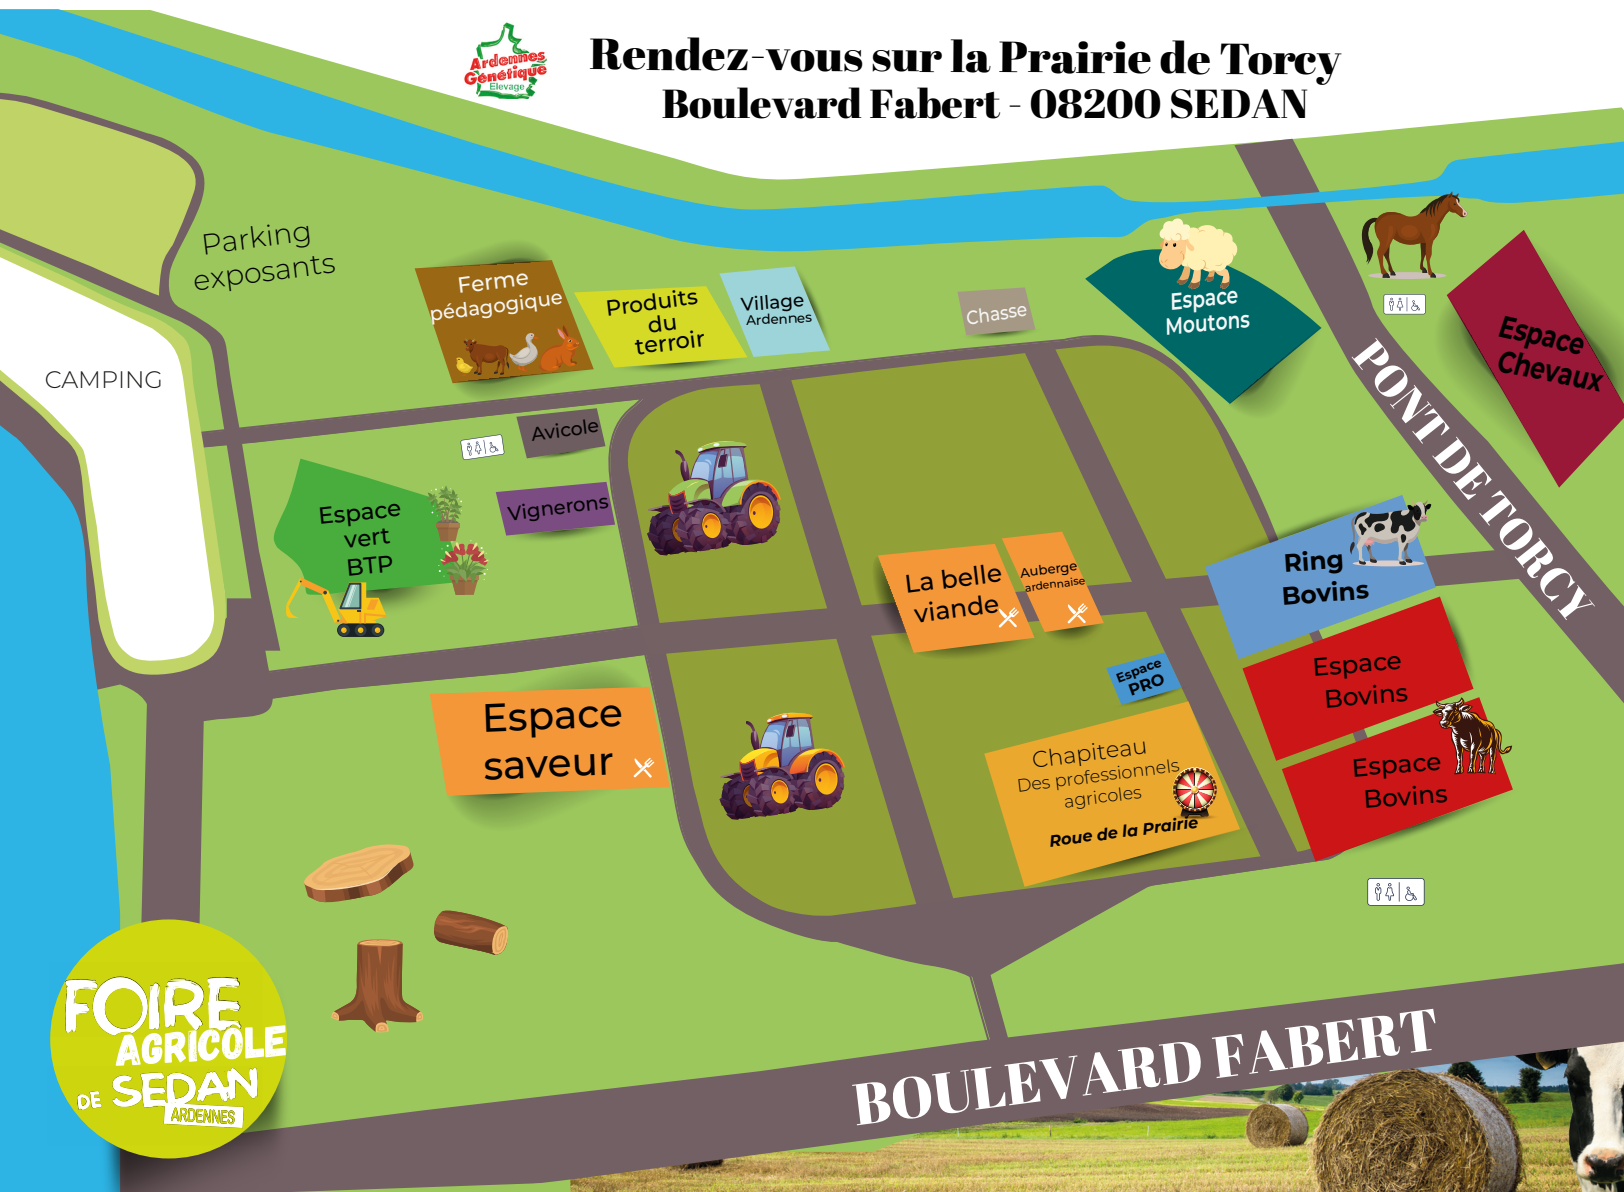 Ardennes
Génétique
Elevage
Rendez-vous sur la Prairie de Torcy
Boulevard Fabert - 08200 SEDAN
Parking
exposants
CAMPING
Ferme
pédagogique
Produits
du
terroir
Village
Ardennes
Chasse
Espace
Moutons
Espace
Chevaux
PONT DE TORCY
Avicole
Vignerons
Espace
vert
BTP
La belle
viande
Auberge
ardennaise
Ring
Bovins
Espace
Bovins
Espace
Bovins
Espace
PRO
Espace
saveur
Chapiteau
Des professionnels
agricoles
Roue de la Prairie
FOIRE
AGRICOLE
DE SEDAN
ARDENNES
BOULEVARD FABERT